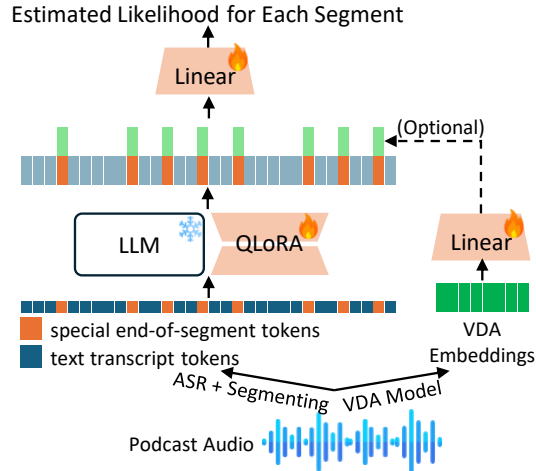 Estimated Likelihood for Each Segment
Linear
(Optional)
LLM
QLoRA
Linear
special end-of-segment tokens
text transcript tokens
VDA
Embeddings
ASR + Segmenting
VDA Model
Podcast Audio